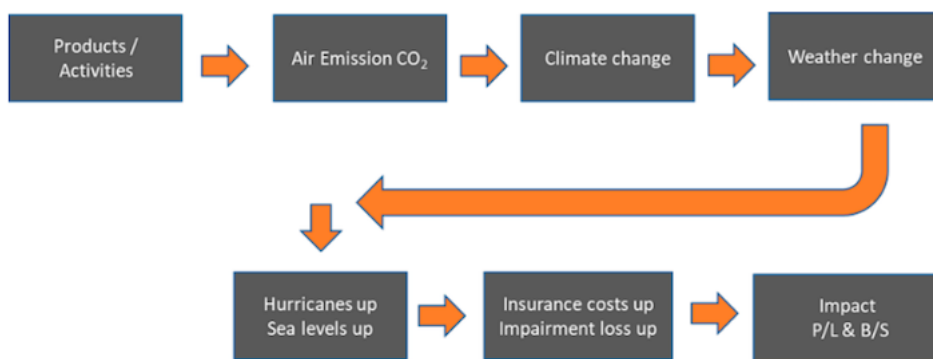 Products /
Activities
Air Emission CO₂
Climate change
Weather change
Hurricanes up
Sea levels up
Insurance costs up
Impairment loss up
Impact
P/L & B/S